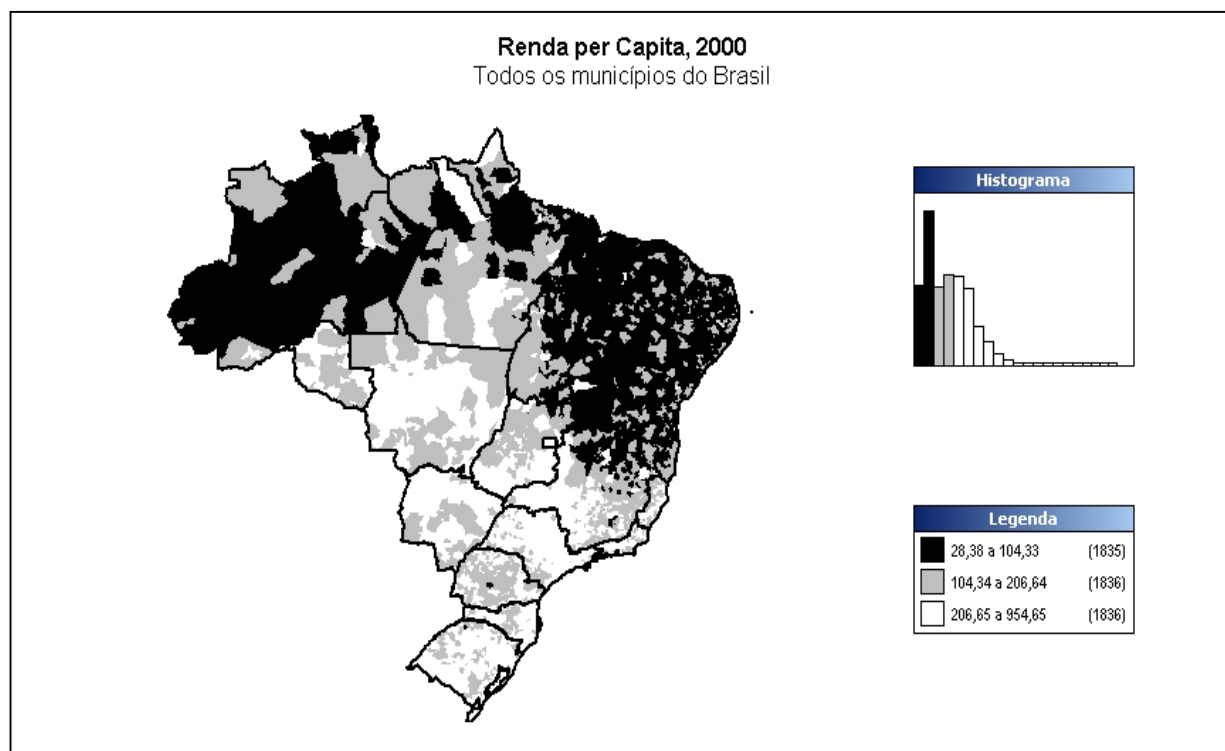 Renda per Capita, 2000
Todos os municípios do Brasil
Histograma
Legenda
28,38 a 104,33 (1835)
104,34 a 206,64 (1836)
206,65 a 954,65 (1836)